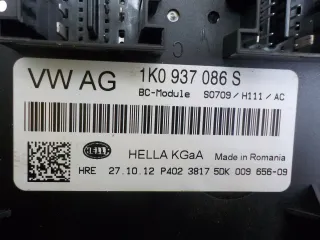 VW AG 1K0 937 086 S
BC-Module S0709 / H111 / AC
HELLA HELLA KGaA Made in Romania
HRE 27.10.12 P402 3817 5DK 009 656-09